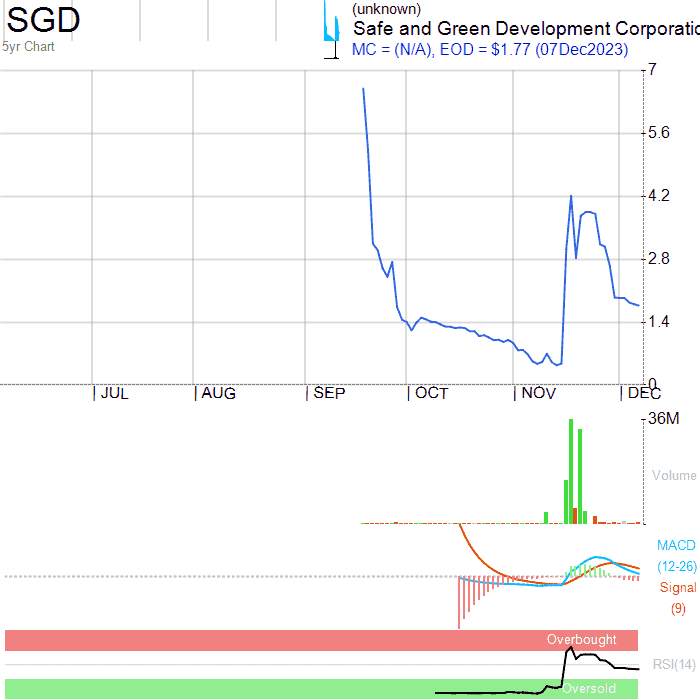 SGD
5yr Chart
(unknown)
Safe and Green Development Corporatio
MC = (N/A), EOD = $1.77 (07Dec2023)
7
5.6
4.2
2.8
1.4
0
JUL
AUG
SEP
OCT
NOV
DEC
36M
Volume
MACD
(12-26)
Signal
(9)
Overbought
RSI(14)
Oversold